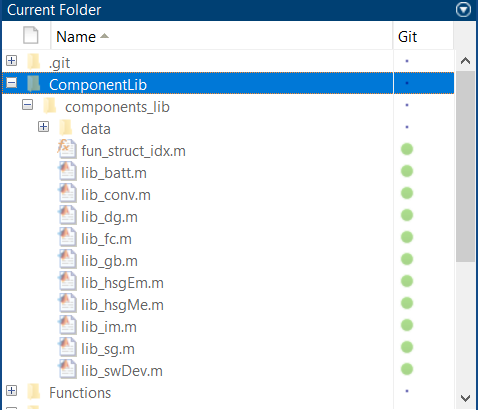 Current Folder
Name Git
.git
ComponentLib
components_lib
data
fun_struct_idx.m
lib_batt.m
lib_conv.m
lib_dg.m
lib_fc.m
lib_gb.m
lib_hsgEm.m
lib_hsgMe.m
lib_im.m
lib_sg.m
lib_swDev.m
Functions